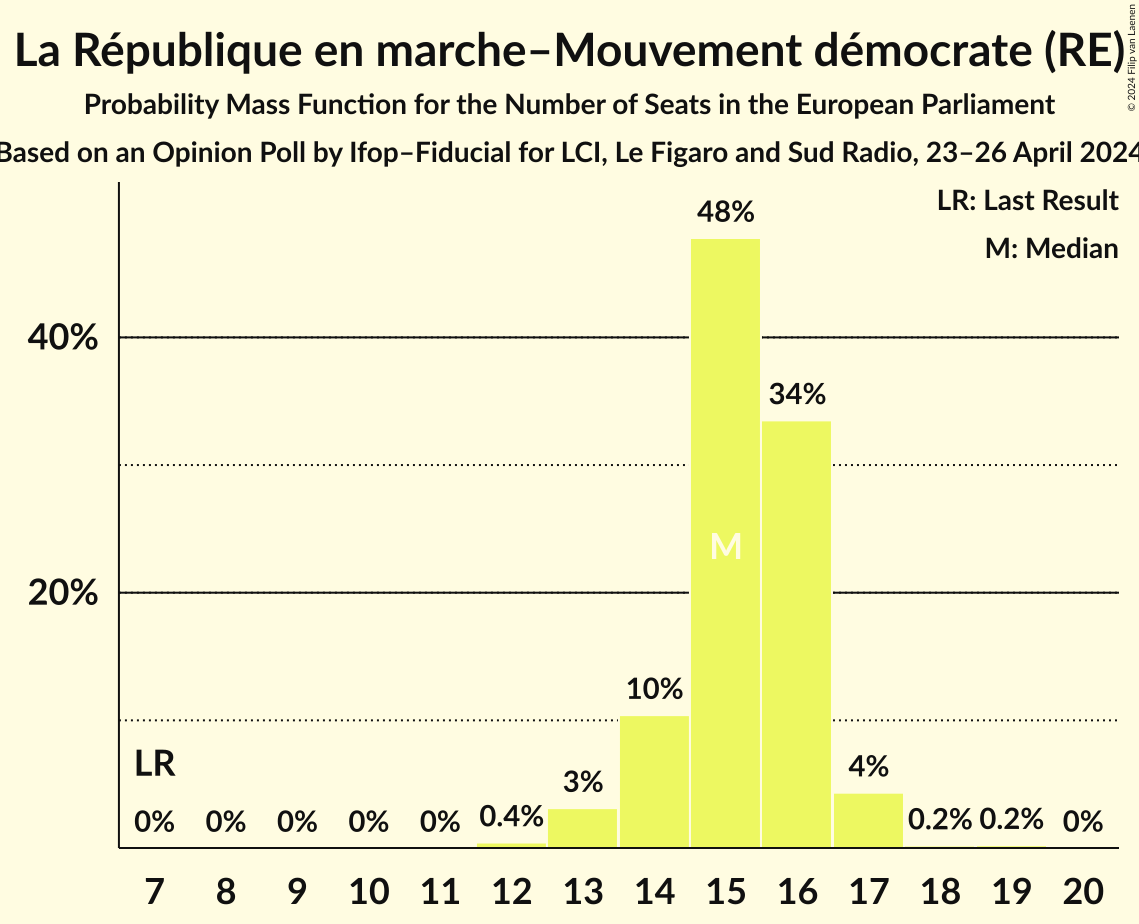 La République en marche–Mouvement démocrate (RE)
© 2024 Filip van Laenen
Probability Mass Function for the Number of Seats in the European Parliament
Based on an Opinion Poll by Ifop–Fiducial for LCI, Le Figaro and Sud Radio, 23–26 April 2024
LR: Last Result
M: Median
48%
40%
34%
M
20%
10%
LR
3%
4%
0% 0% 0% 0% 0% 0.4% 0.2% 0.2% 0%
7 8 9 10 11 12 13 14 15 16 17 18 19 20